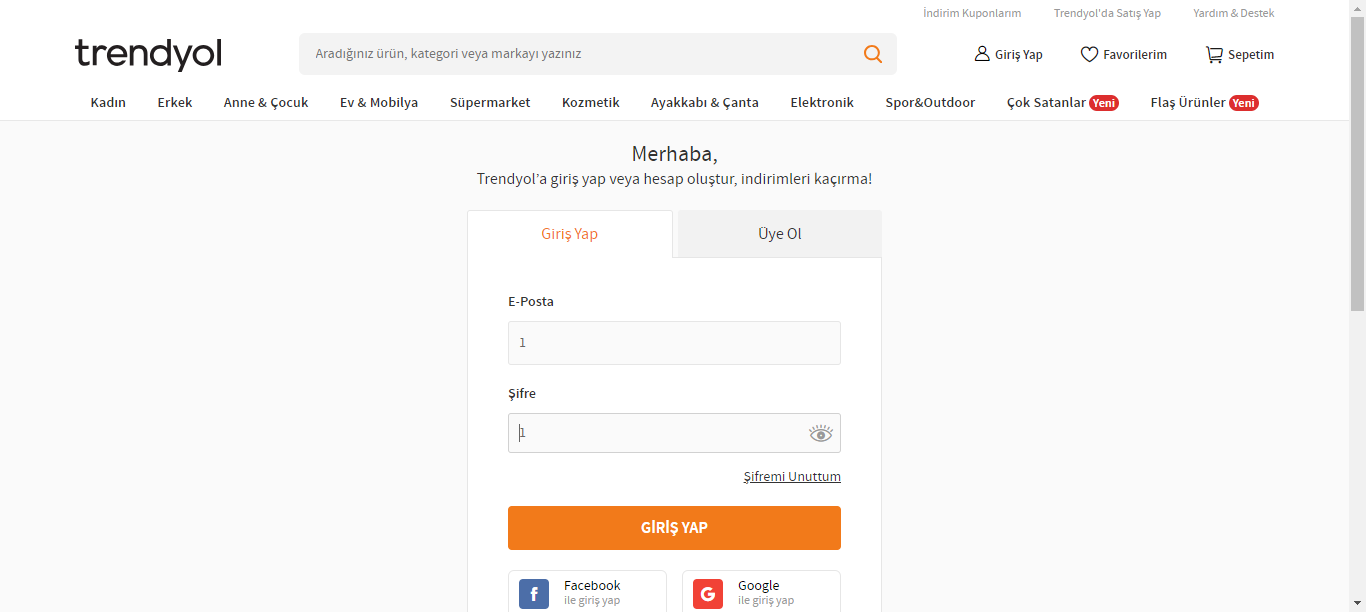 İndirim Kuponlarım Trendyol'da Satış Yap Yardım & Destek
trendyol
Aradığınız ürün, kategori veya markayı yazınız
Giriş Yap Favorilerim Sepetim
Kadın Erkek Anne & Çocuk Ev & Mobilya Süpermarket Kozmetik Ayakkabı & Çanta Elektronik Spor&Outdoor Çok Satanlar Yeni Flaş Ürünler Yeni
Merhaba,
Trendyol’a giriş yap veya hesap oluştur, indirimleri kaçırma!
Giriş Yap Üye Ol
E-Posta
1
Şifre
1
Şifremi Unuttum
GİRİŞ YAP
Facebook
ile giriş yap
Google
ile giriş yap